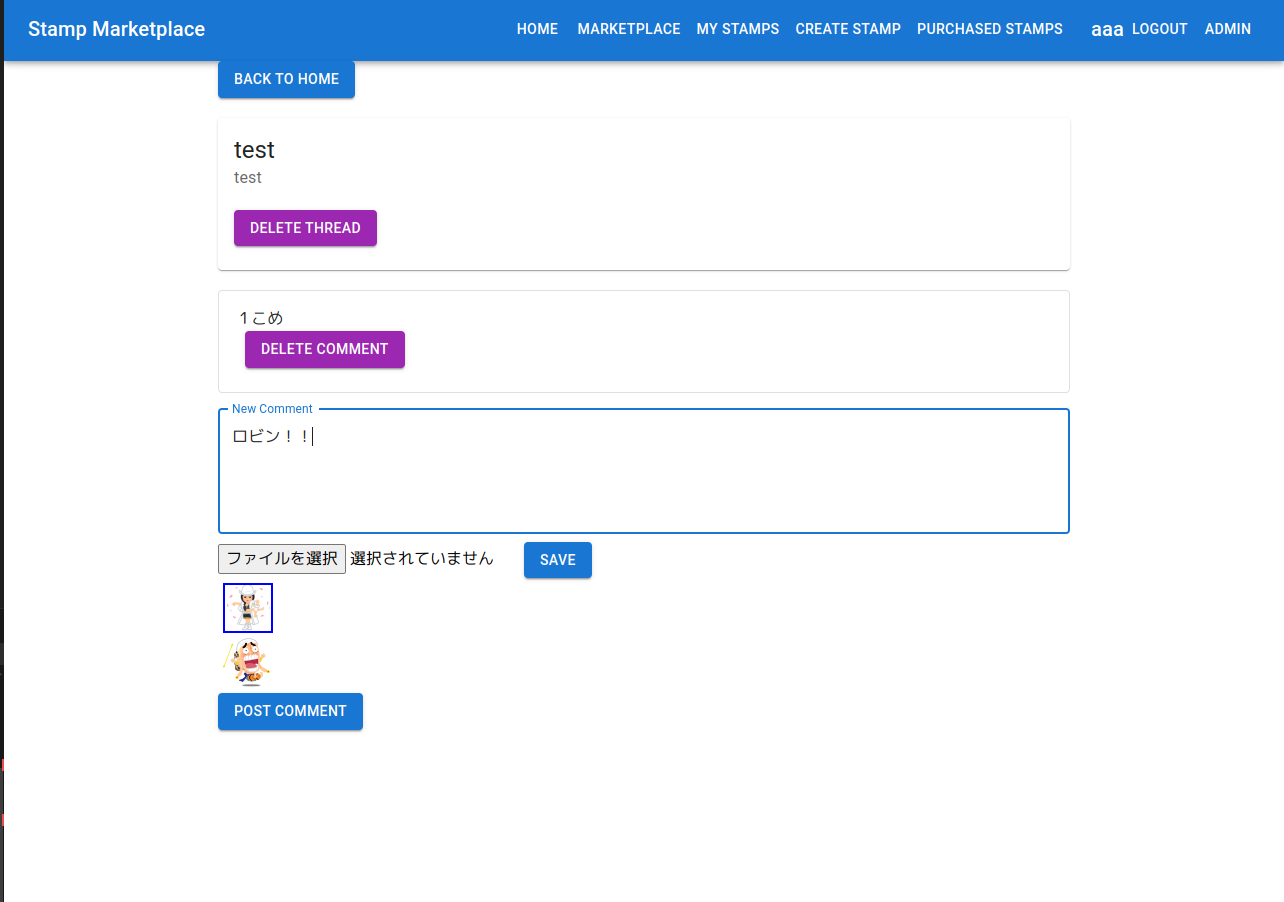 Stamp Marketplace HOME MARKETPLACE MY STAMPS CREATE STAMP PURCHASED STAMPS aaa LOGOUT ADMIN
BACK TO HOME
test
test
DELETE THREAD
1 こめ
DELETE COMMENT
New Comment
ロビン！！
ファイルを選択 選択されていません SAVE
POST COMMENT